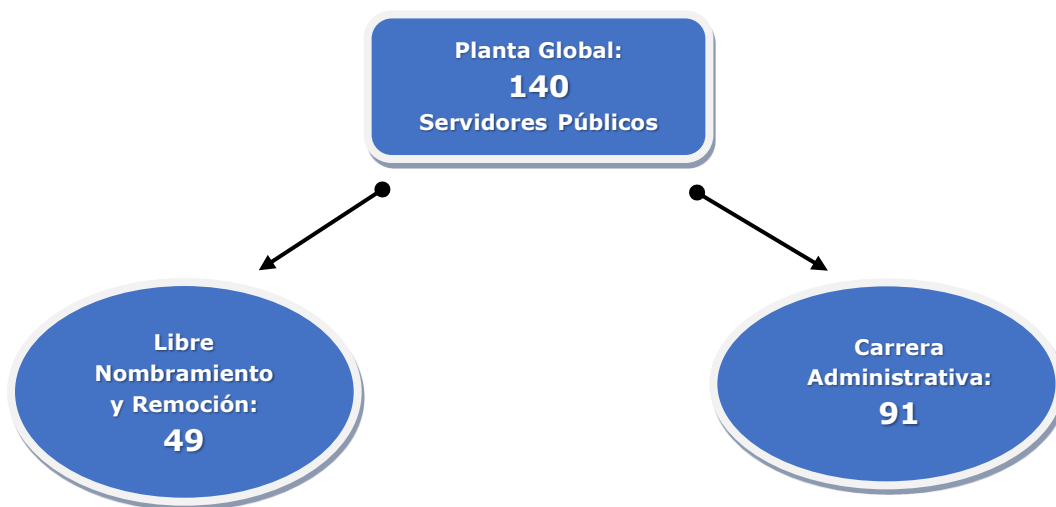 Planta Global:
140
Servidores Públicos
Libre
Nombramiento
y Remoción:
49
Carrera
Administrativa:
91